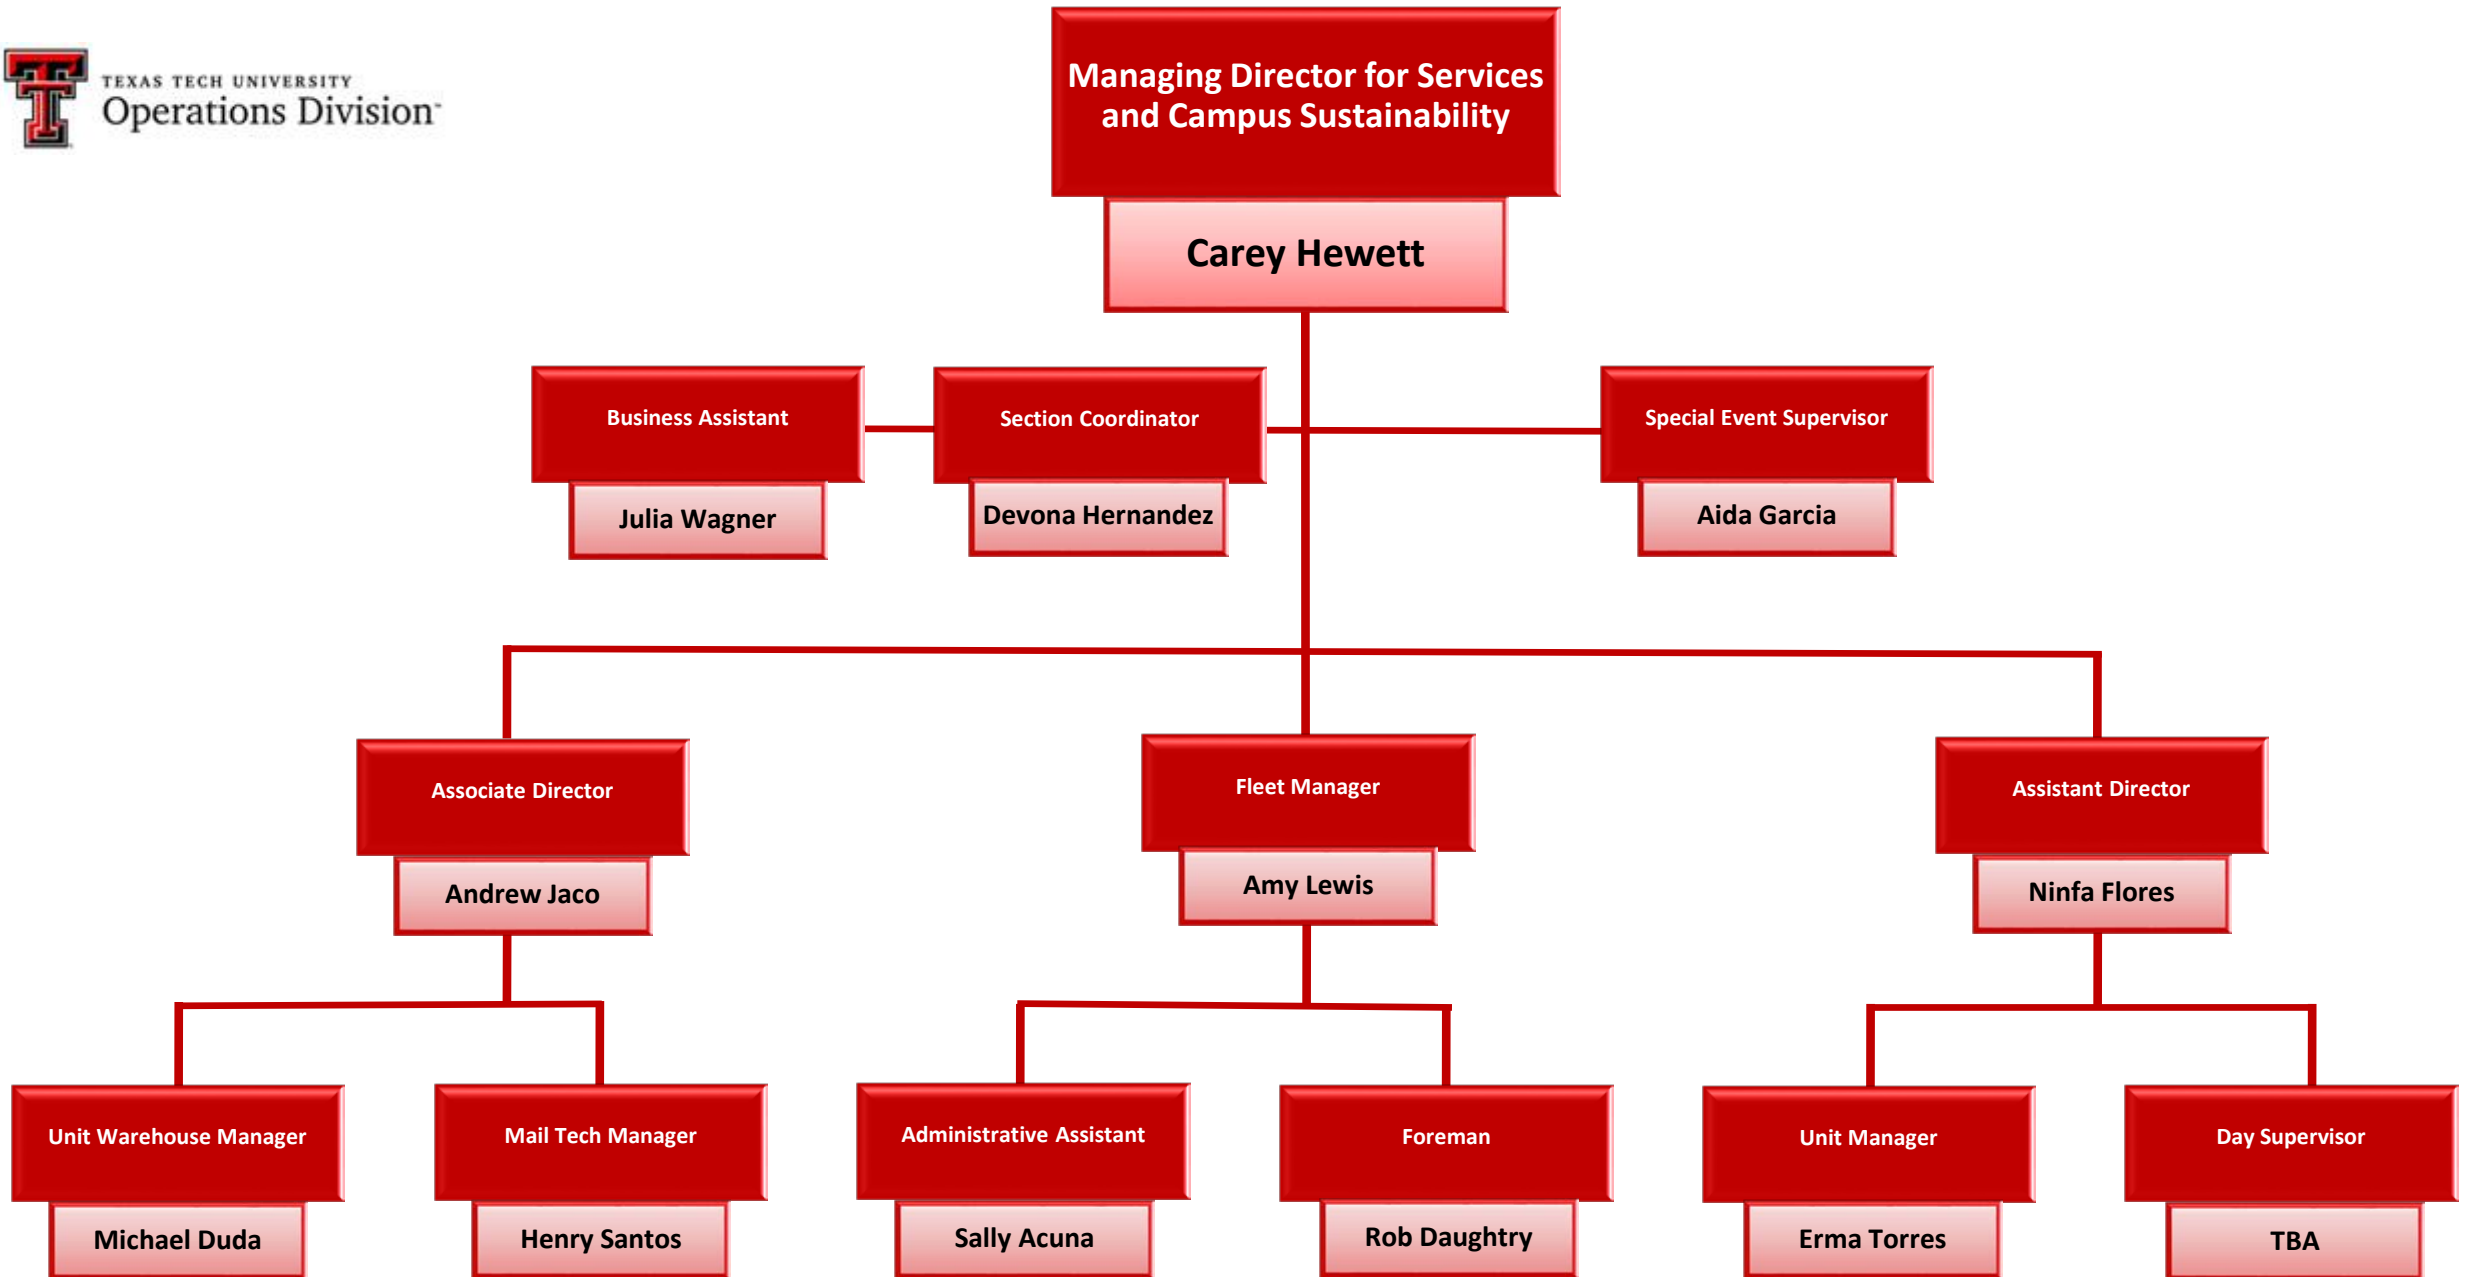 TEXAS TECH UNIVERSITY
Operations Division™
Managing Director for Services
and Campus Sustainability
Carey Hewett
Business Assistant
Julia Wagner
Section Coordinator
Devona Hernandez
Special Event Supervisor
Aida Garcia
Associate Director
Andrew Jaco
Fleet Manager
Amy Lewis
Assistant Director
Ninfa Flores
Unit Warehouse Manager
Michael Duda
Mail Tech Manager
Henry Santos
Administrative Assistant
Sally Acuna
Foreman
Rob Daughtry
Unit Manager
Erma Torres
Day Supervisor
TBA